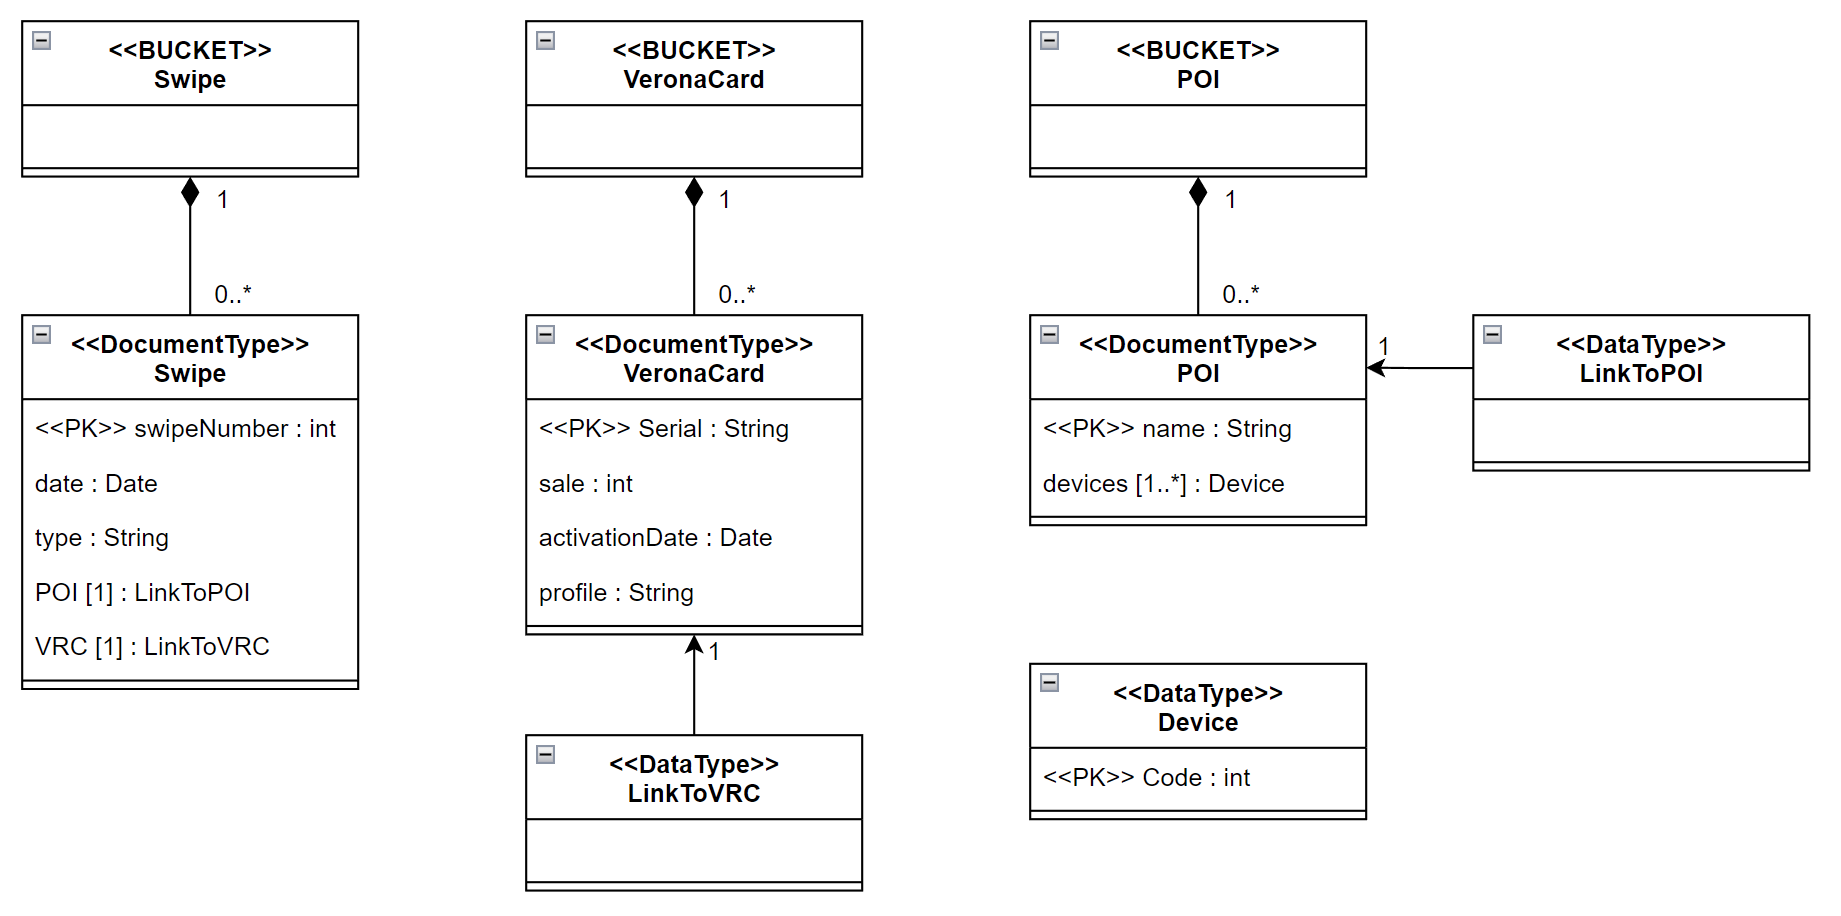 <<BUCKET>>
Swipe
1
0..*
<<DocumentType>>
Swipe
<<PK>> swipeNumber : int
date : Date
type : String
POI [1] : LinkToPOI
VRC [1] : LinkToVRC
<<BUCKET>>
VeronaCard
1
0..*
<<DocumentType>>
VeronaCard
<<PK>> Serial : String
sale : int
activationDate : Date
profile : String
1
<<DataType>>
LinkToVRC
<<BUCKET>>
POI
1
0..*
<<DocumentType>>
POI
<<PK>> name : String
devices [1..*] : Device
1
<<DataType>>
LinkToPOI
<<DataType>>
Device
<<PK>> Code : int